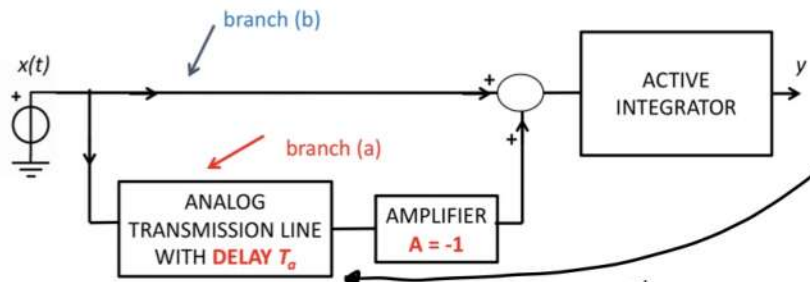 branch (b)
x(t)
y
+
+
ACTIVE
INTEGRATOR
+
branch (a)
ANALOG
TRANSMISSION LINE
WITH DELAY Ta
AMPLIFIER
A = -1